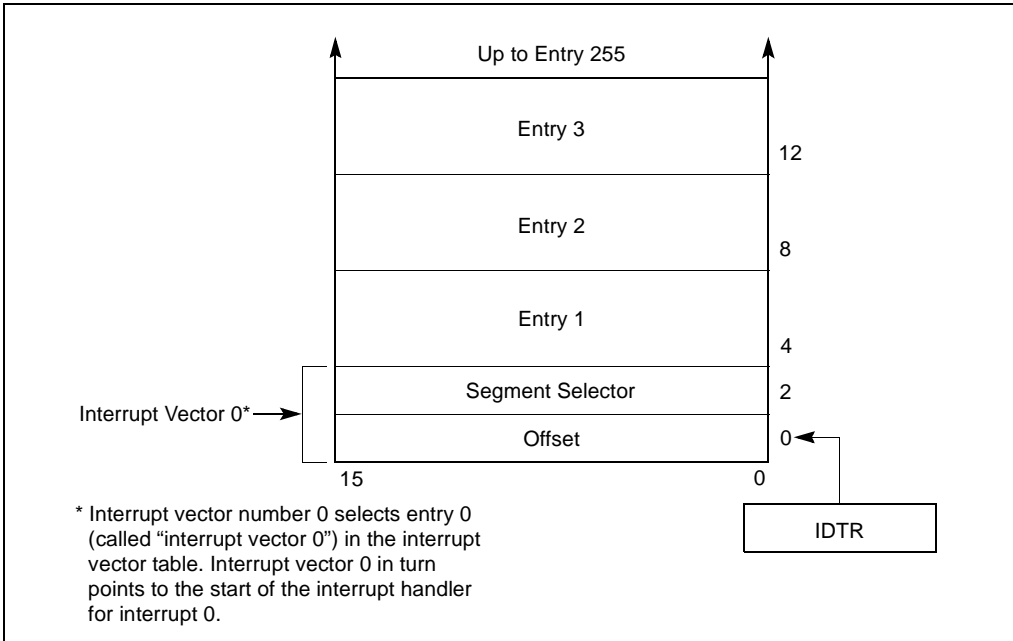 Up to Entry 255
Entry 3
12
Entry 2
8
Entry 1
4
Segment Selector
2
Interrupt Vector 0*
Offset
0
15
0
* Interrupt vector number 0 selects entry 0
(called “interrupt vector 0”) in the interrupt
vector table. Interrupt vector 0 in turn
points to the start of the interrupt handler
for interrupt 0.
IDTR